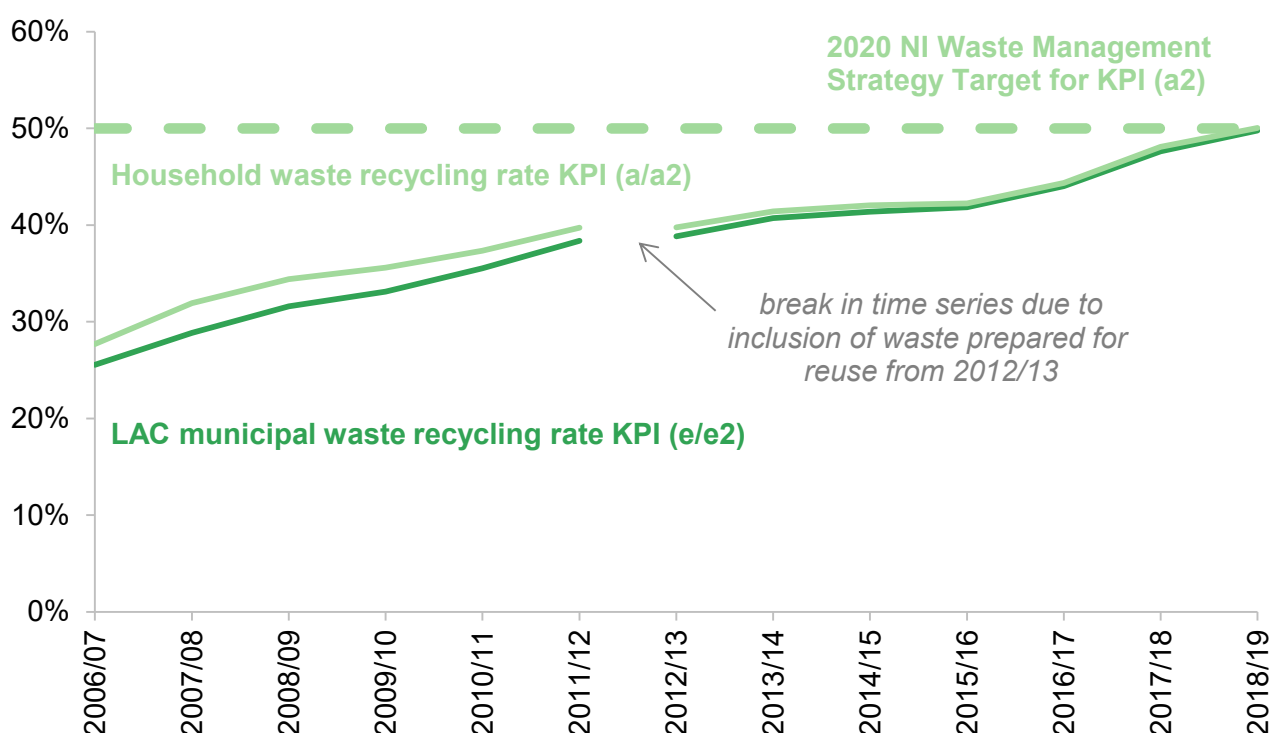 60%
2020 NI Waste Management
Strategy Target for KPI (a2)
50%
Household waste recycling rate KPI (a/a2)
40%
break in time series due to
inclusion of waste prepared for
reuse from 2012/13
30%
20%
LAC municipal waste recycling rate KPI (e/e2)
10%
0%
2006/07
2007/08
2008/09
2009/10
2010/11
2011/12
2012/13
2013/14
2014/15
2015/16
2016/17
2017/18
2018/19